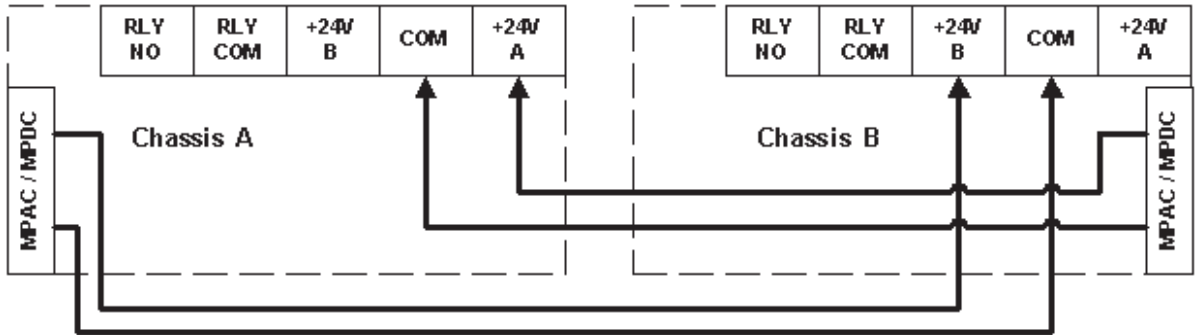 RLY NO
RLY COM
+24V B
COM
+24V A
RLY NO
RLY COM
+24V B
COM
+24V A
MPAC / MPDC
Chassis A
Chassis B
MPAC / MPDC